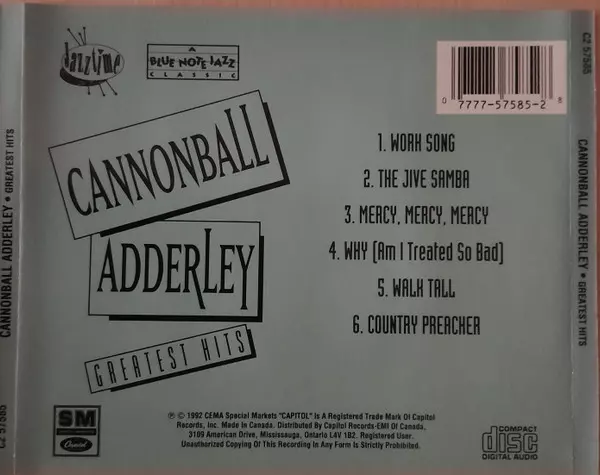 jazztime
A
BLUE NOTE JAZZ
CLASSIC
C2 57585
0 7777-57585-2 8
CANNONBALL
ADDERLEY
GREATEST HITS
1. WORK SONG
2. THE JIVE SAMBA
3. MERCY, MERCY, MERCY
4. WHY (Am I Treated So Bad)
5. WALK TALL
6. COUNTRY PREACHER
CANNONBALL ADDERLEY • GREATEST HITS
CANNONBALL ADDERLEY • GREATEST HITS
C2 57585
SM
Capitol
℗ © 1992 CEMA Special Markets "CAPITOL" is A Registered Trade Mark Of Capitol
Records, Inc. Made In Canada. Distributed By Capitol Records-EMI Of Canada,
3109 American Drive, Mississauga, Ontario L4V 1B2. Registered User.
Unauthorized Copying Of This Recording In Any Form Is Strictly Prohibited.
COMPACT
disc
DIGITAL AUDIO